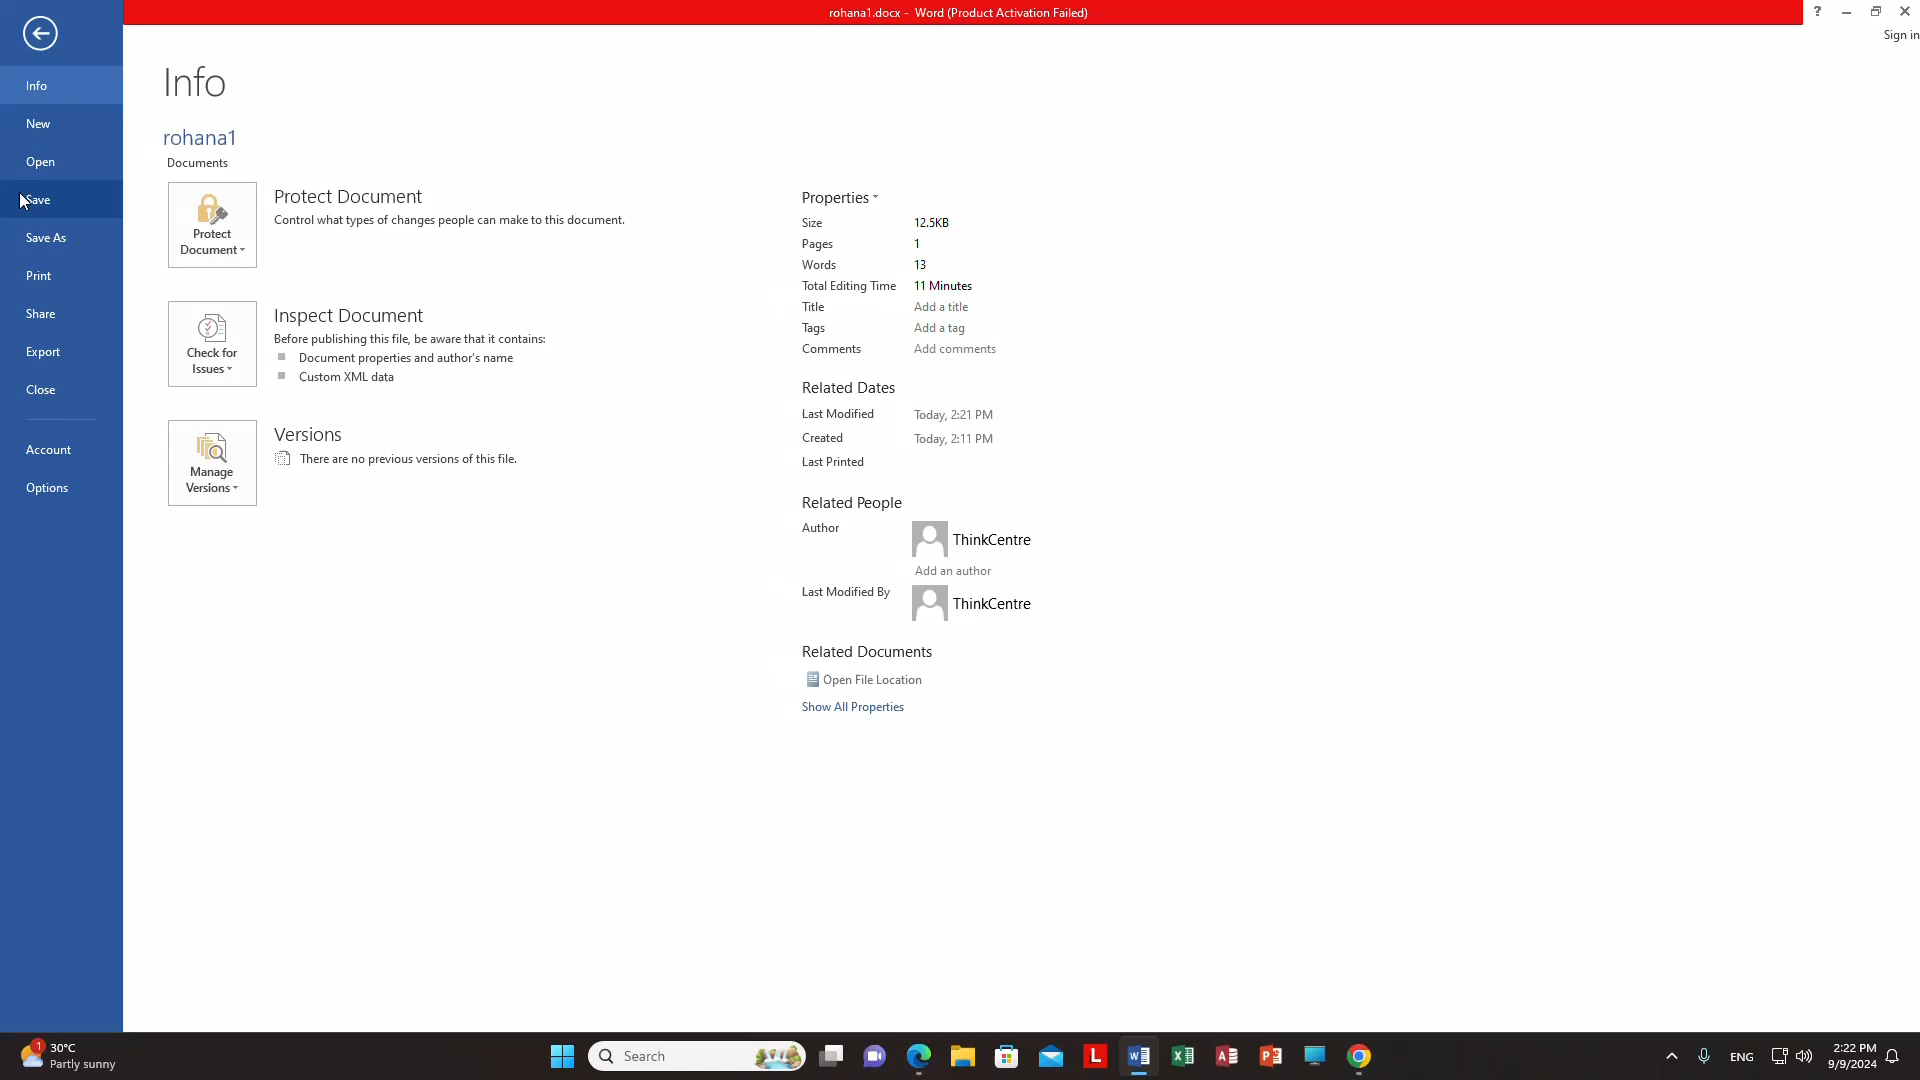 rohana1.docx - Word (Product Activation Failed)
?
Sign in
Info
New
Open
Save
Save As
Print
Share
Export
Close
Account
Options
Info
rohana1
Documents
Protect
Document
Protect Document
Control what types of changes people can make to this document.
Check for
Issues
Inspect Document
Before publishing this file, be aware that it contains:
Document properties and author's name
Custom XML data
Manage
Versions
Versions
There are no previous versions of this file.
Properties
Size 12.5KB
Pages 1
Words 13
Total Editing Time 11 Minutes
Title Add a title
Tags Add a tag
Comments Add comments
Related Dates
Last Modified Today, 2:21 PM
Created Today, 2:11 PM
Last Printed
Related People
Author ThinkCentre
Add an author
Last Modified By ThinkCentre
Related Documents
Open File Location
Show All Properties
1
30°C
Partly sunny
Search
L
ENG
2:22 PM
9/9/2024